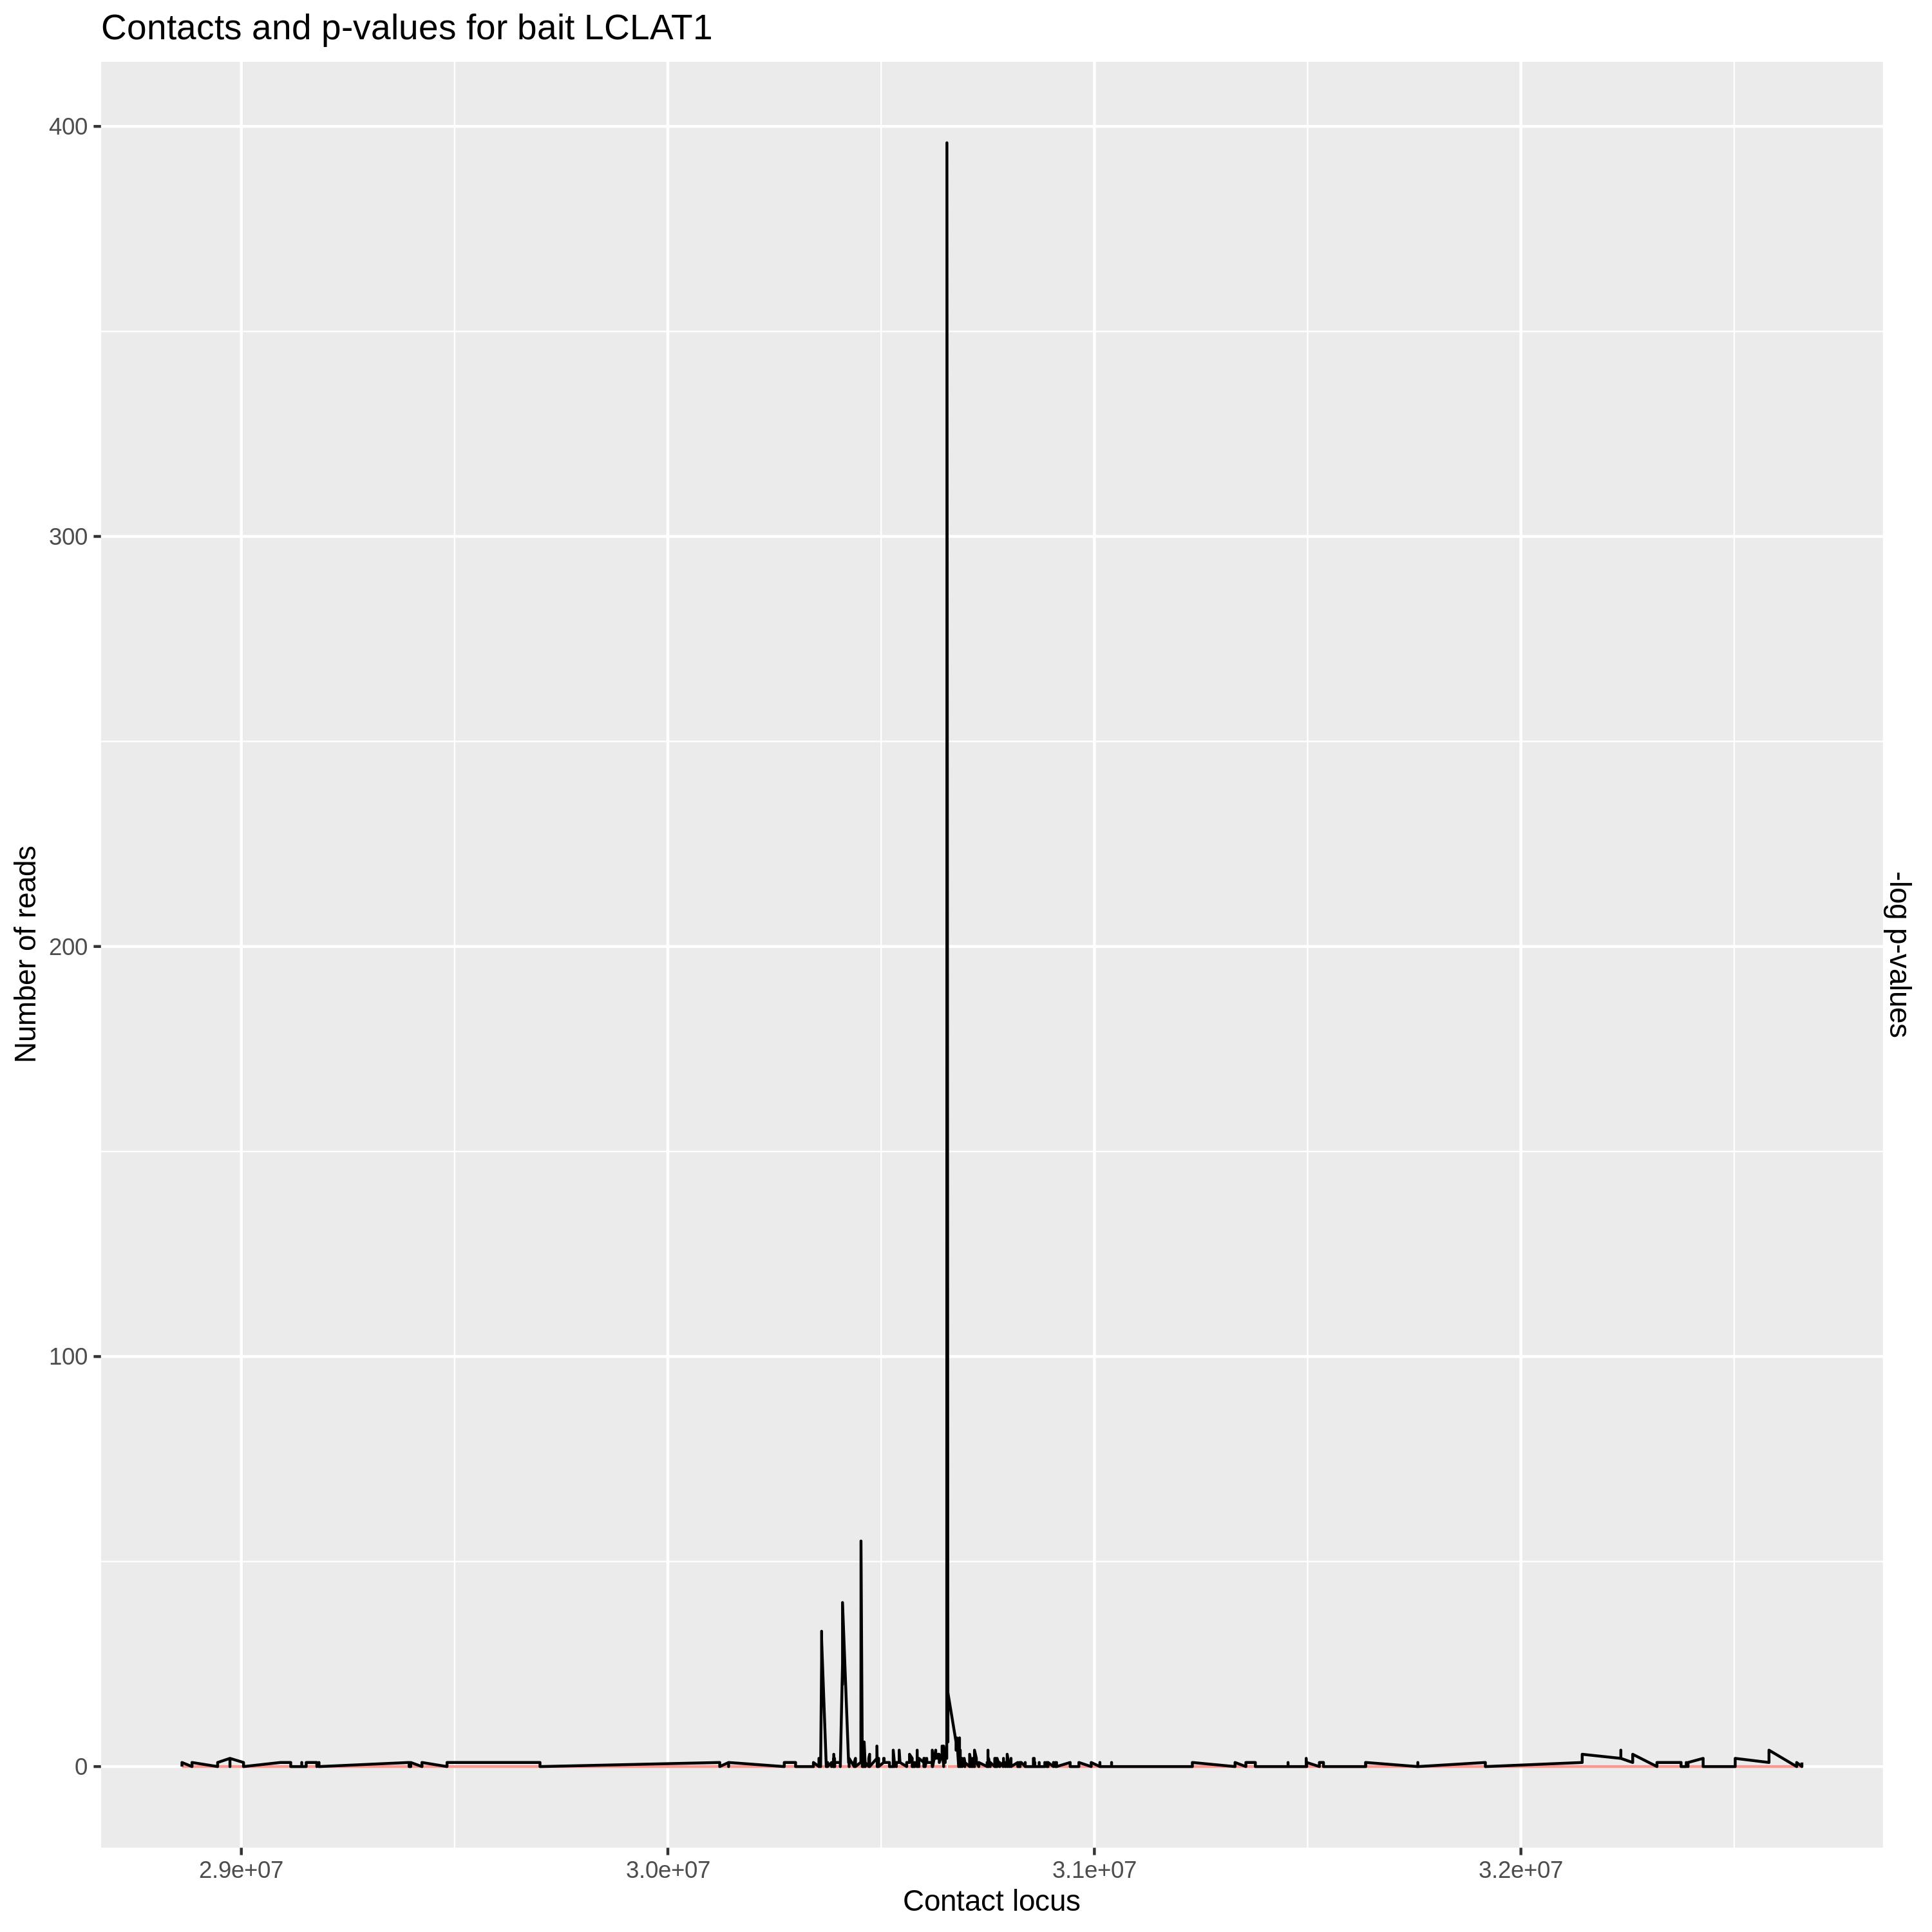 Contacts and p-values for bait LCLAT1
400
300
200
100
0
Number of reads
-log p-values
2.9e+07
3.0e+07
3.1e+07
3.2e+07
Contact locus